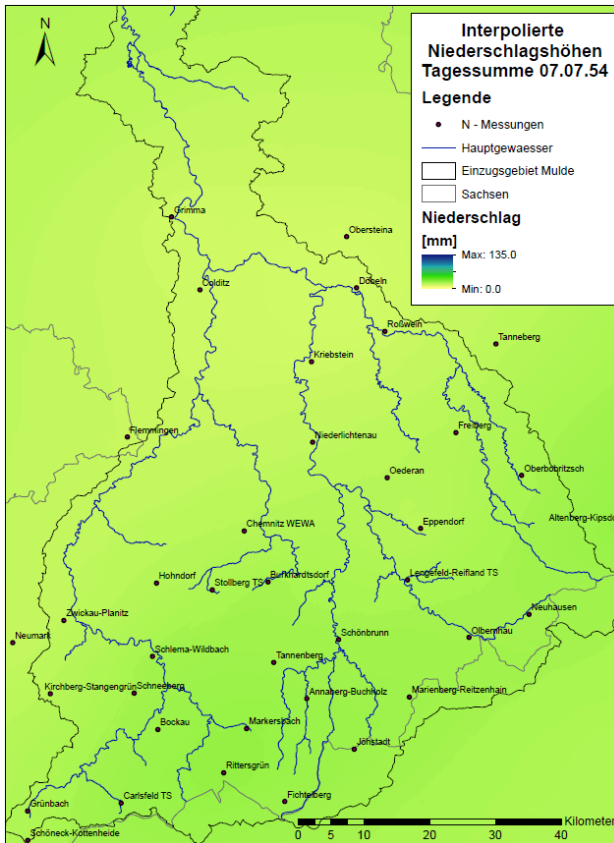 N
Interpolierte
Niederschlagshöhen
Tagessumme 07.07.54
Legende
N - Messungen
Hauptgewaesser
Einzugsgebiet Mulde
Sachsen
Niederschlag
[mm]
Max: 135.0
Min: 0.0
Grimma
Obersteina
Colditz
Döbeln
Roßwein
Tanneberg
Kriebstein
Flemmingen
Niederlichtenau
Freiberg
Oederan
Oberbobritzsch
Chemnitz WEWA
Eppendorf
Altenberg-Kipsdo
Hohndorf
Stollberg TS
Burkhardtsdorf
Lengefeld-Reifland TS
Zwickau-Planitz
Neuhausen
Neumark
Schönbrunn
Olbernhau
Schlema-Wildbach
Tannenberg
Kirchberg-Stangengrün
Schneeberg
Annaberg-Buchholz
Marienberg-Reitzenhain
Bockau
Markersbach
Jöhstadt
Rittersgrün
Carlsfeld TS
Fichtelberg
Grünbach
Schöneck-Kottenheide
Kilometer
0 5 10 20 30 40